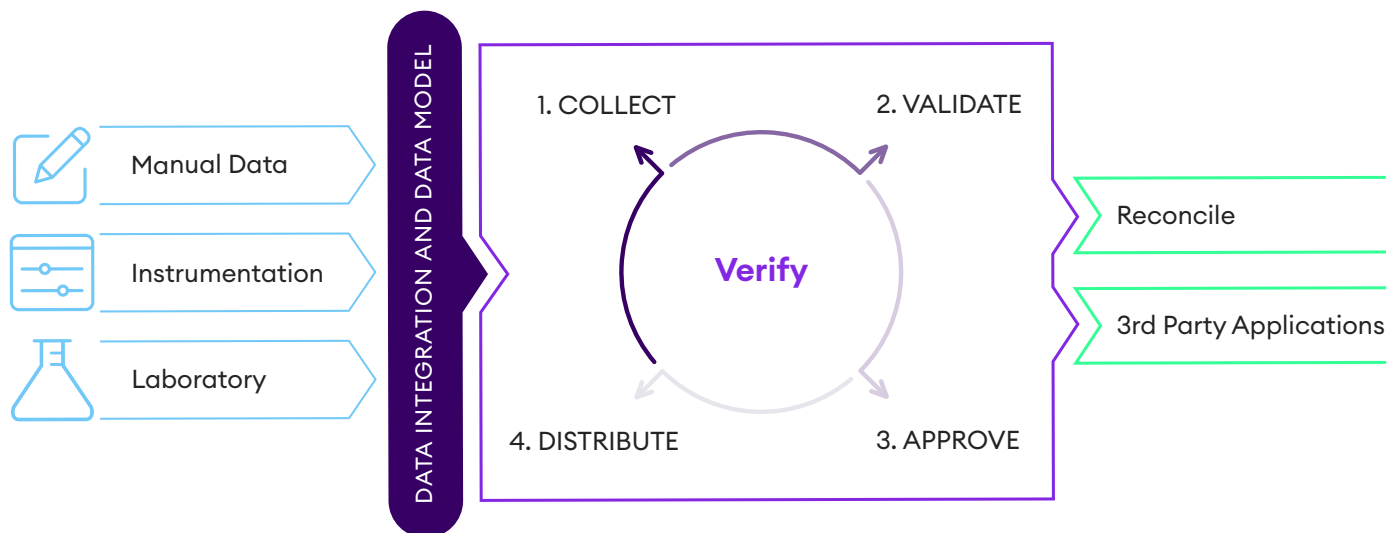 Manual Data
Instrumentation
Laboratory
DATA INTEGRATION AND DATA MODEL
1. COLLECT
2. VALIDATE
Verify
4. DISTRIBUTE
3. APPROVE
Reconcile
3rd Party Applications